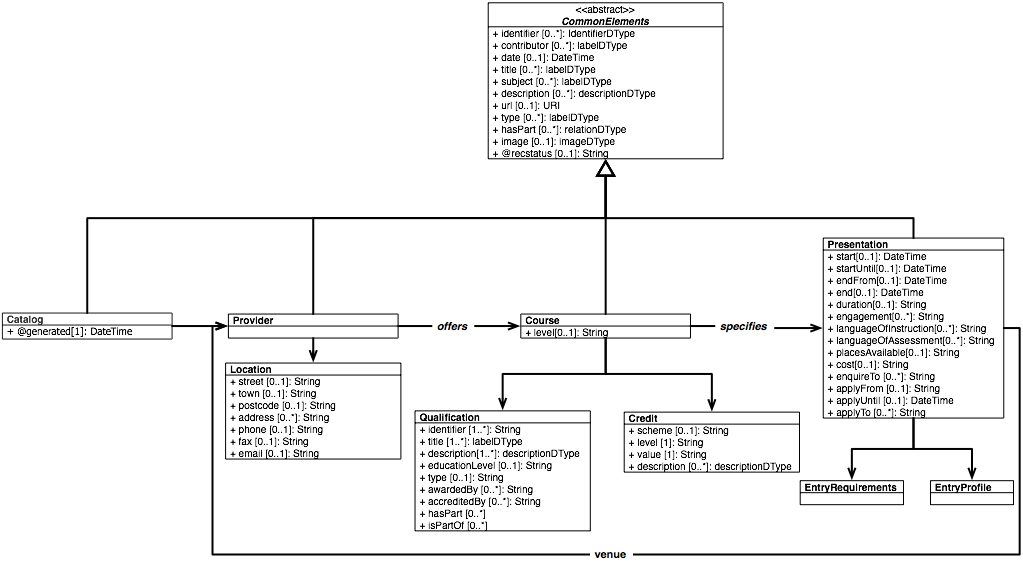 <<abstract>>
CommonElements
+ identifier [0..*]: IdentifierDType
+ contributor [0..*]: labelDType
+ date [0..1]: DateTime
+ title [0..*]: labelDType
+ subject [0..*]: labelDType
+ description [0..*]: descriptionDType
+ url [0..1]: URI
+ type [0..*]: labelDType
+ hasPart [0..*]: relationDType
+ image [0..1]: imageDType
+ @recstatus [0..1]: String
Catalog
+ @generated[1]: DateTime
Provider
offers
Course
+ level[0..1]: String
specifies
Presentation
+ start[0..1]: DateTime
+ startUntil[0..1]: DateTime
+ endFrom[0..1]: DateTime
+ end[0..1]: DateTime
+ duration[0..1]: String
+ engagement[0..*]: String
+ languageOfInstruction[0..*]: String
+ languageOfAssessment[0..*]: String
+ placesAvailable[0..1]: String
+ cost[0..1]: String
+ enquireTo [0..*]: String
+ applyFrom [0..1]: String
+ applyUntil [0..1]: DateTime
+ applyTo [0..*]: String
Location
+ street [0..1]: String
+ town [0..1]: String
+ postcode [0..1]: String
+ address [0..*]: String
+ phone [0..1]: String
+ fax [0..1]: String
+ email [0..1]: String
Qualification
+ identifier [1..*]: String
+ title [1..*]: labelDType
+ description[1..*]: descriptionDType
+ educationLevel [0..1]: String
+ type [0..1]: String
+ awardedBy [0..*]: String
+ accreditedBy [0..*]: String
+ hasPart [0..*]
+ isPartOf [0..*]
Credit
+ scheme [0..1]: String
+ level [1]: String
+ value [1]: String
+ description [0..*]: descriptionDType
EntryRequirements
EntryProfile
venue